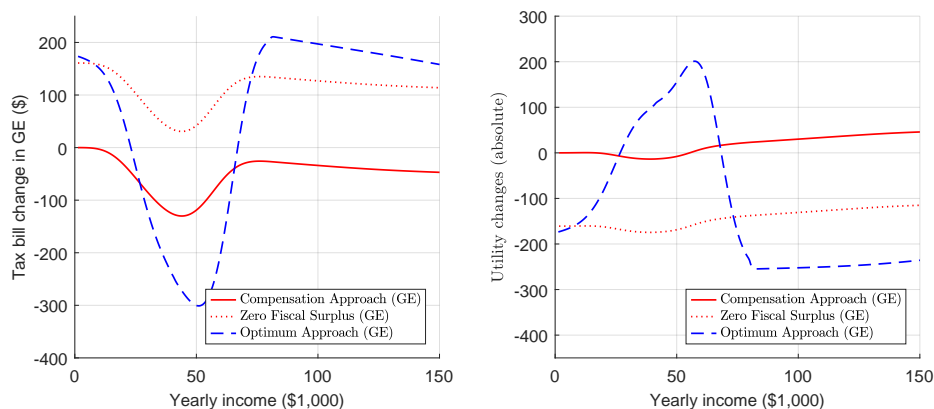 200
100
0
-100
-200
-300
-400
0
50
100
150
Tax bill change in GE ($)
Yearly income ($1,000)
Compensation Approach (GE)
Zero Fiscal Surplus (GE)
Optimum Approach (GE)
300
200
100
0
-100
-200
-300
-400
0
50
100
150
Utility changes (absolute)
Yearly income ($1,000)
Compensation Approach (GE)
Zero Fiscal Surplus (GE)
Optimum Approach (GE)